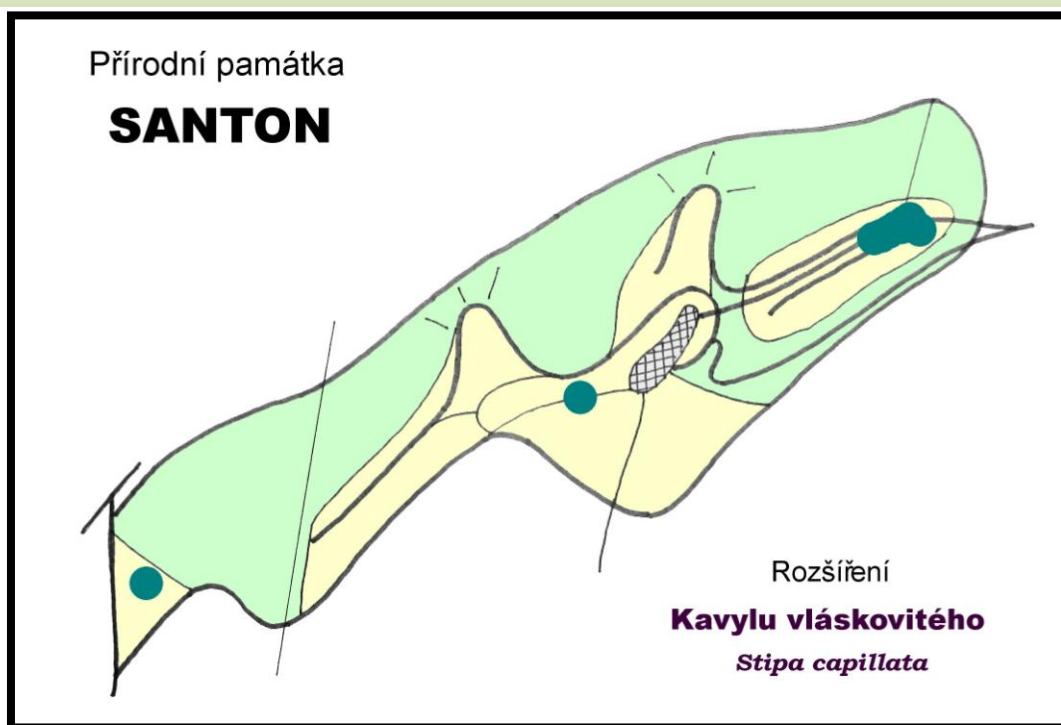 Přírodní památka
SANTON
Rozšíření
Kavylu vláskovitého
Stipa capillata